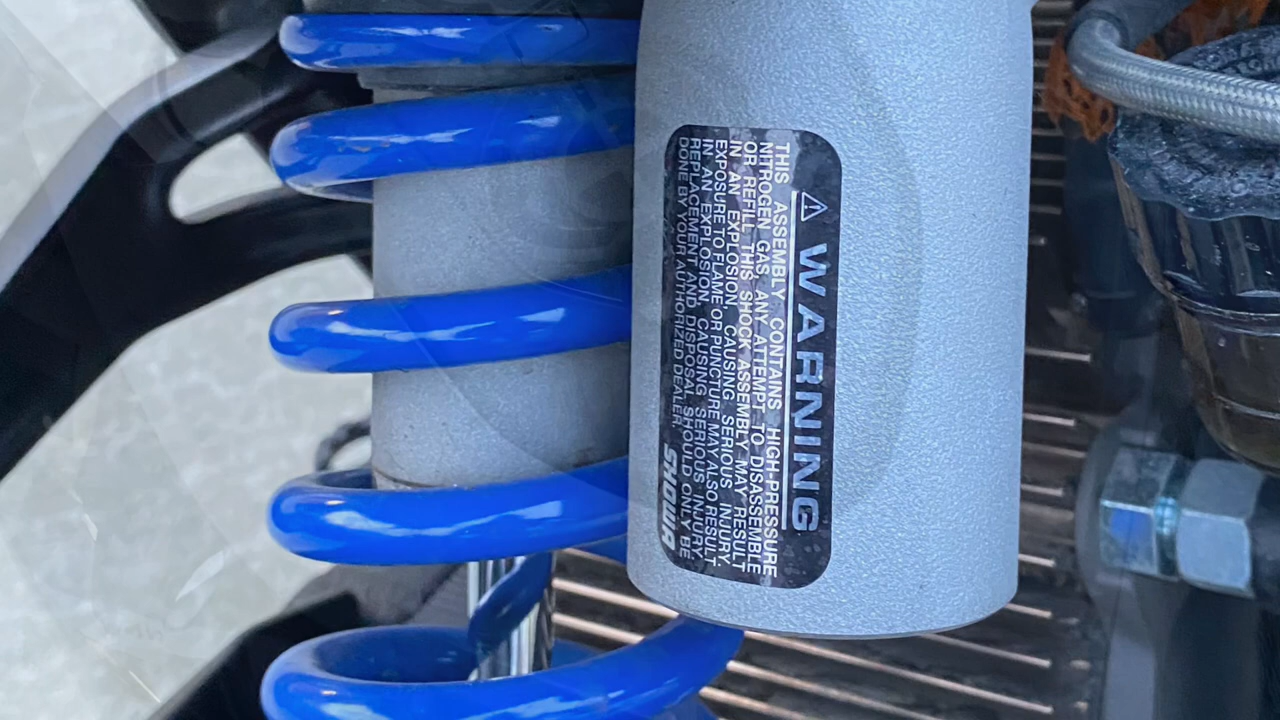 ⚠ WARNING
THIS ASSEMBLY CONTAINS HIGH-PRESSURE
NITROGEN GAS, ANY ATTEMPT TO DISASSEMBLE
OR REFILL THIS SHOCK ASSEMBLY MAY RESULT
IN AN EXPLOSION CAUSING SERIOUS INJURY.
EXPOSURE TO FLAME OR PUNCTURE MAY ALSO RESULT
IN AN EXPLOSION, CAUSING SERIOUS INJURY.
REPLACEMENT AND DISPOSAL SHOULD ONLY BE
DONE BY YOUR AUTHORIZED DEALER.
SHOWA